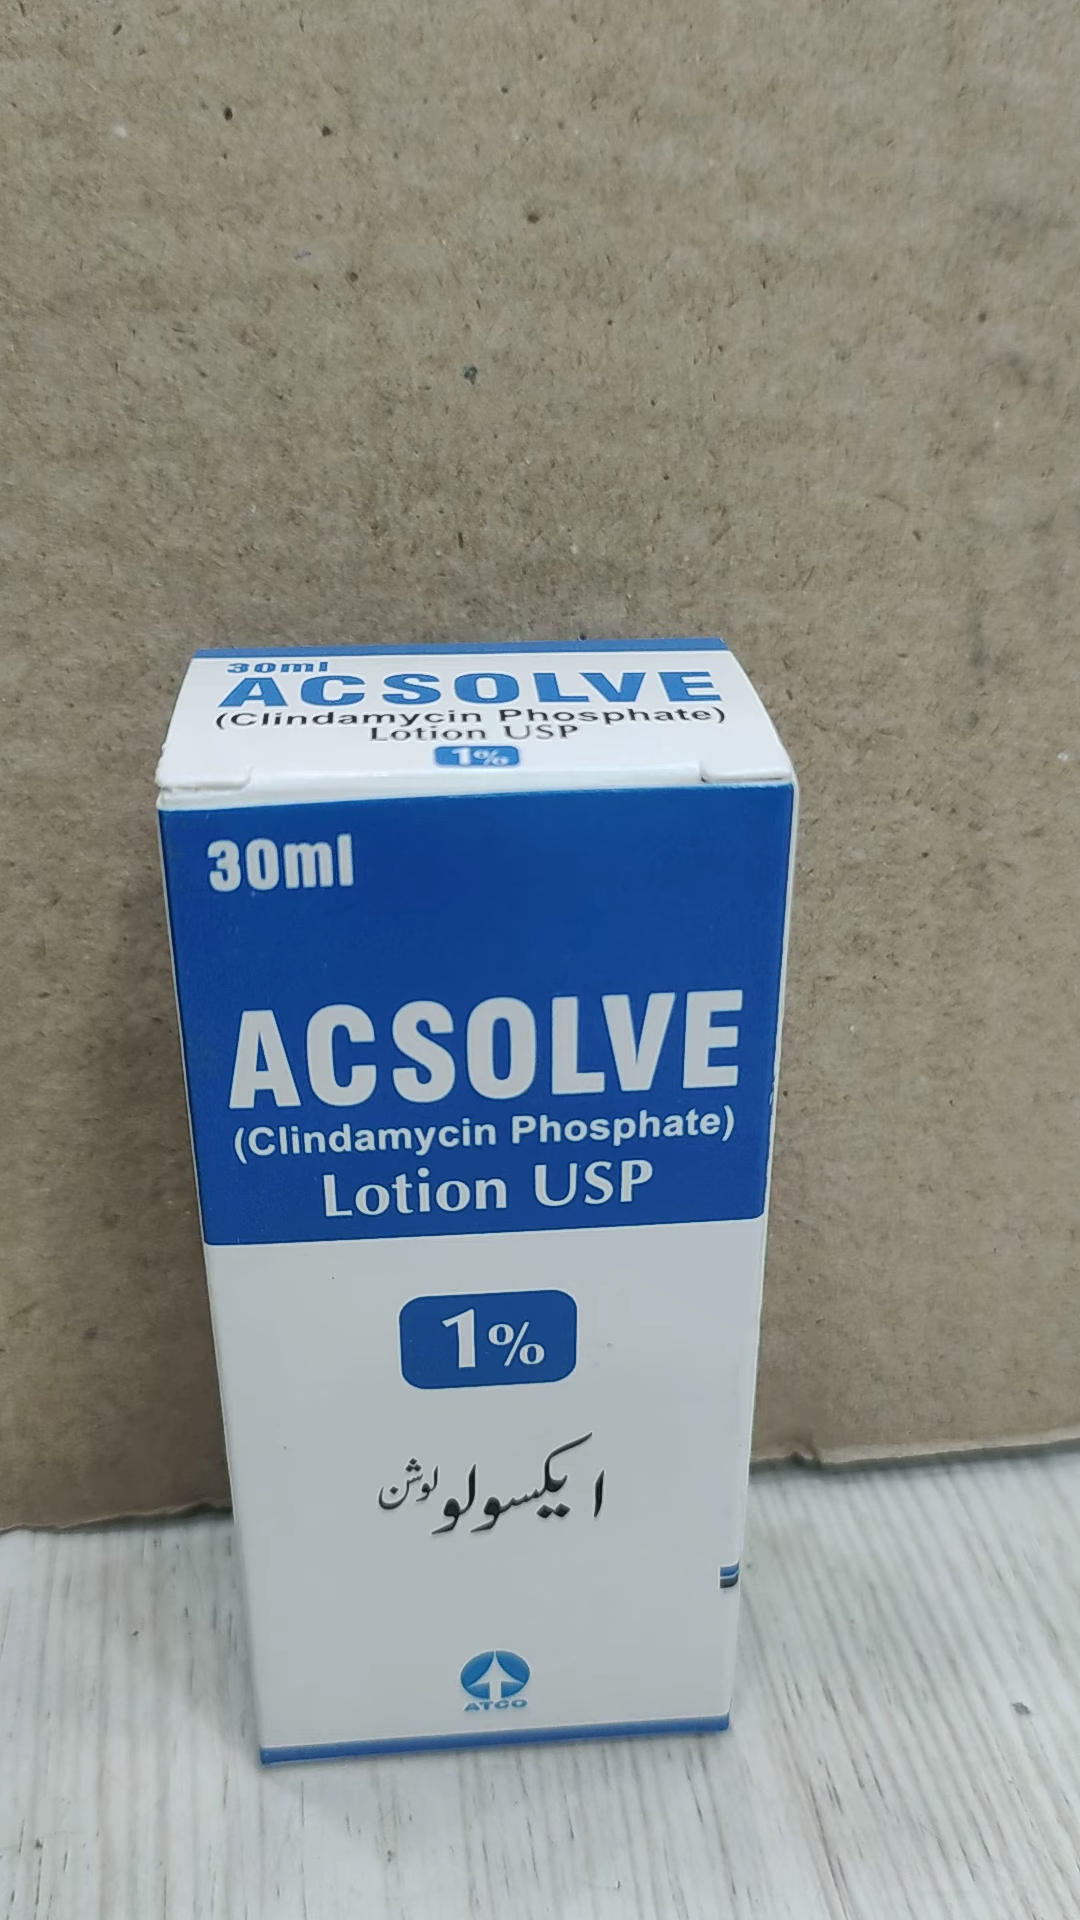 30ml
ACSOLVE
(Clindamycin Phosphate)
Lotion USP
1%
30ml
ACSOLVE
(Clindamycin Phosphate)
Lotion USP
1%
ایکسولو لوشن
ATCO